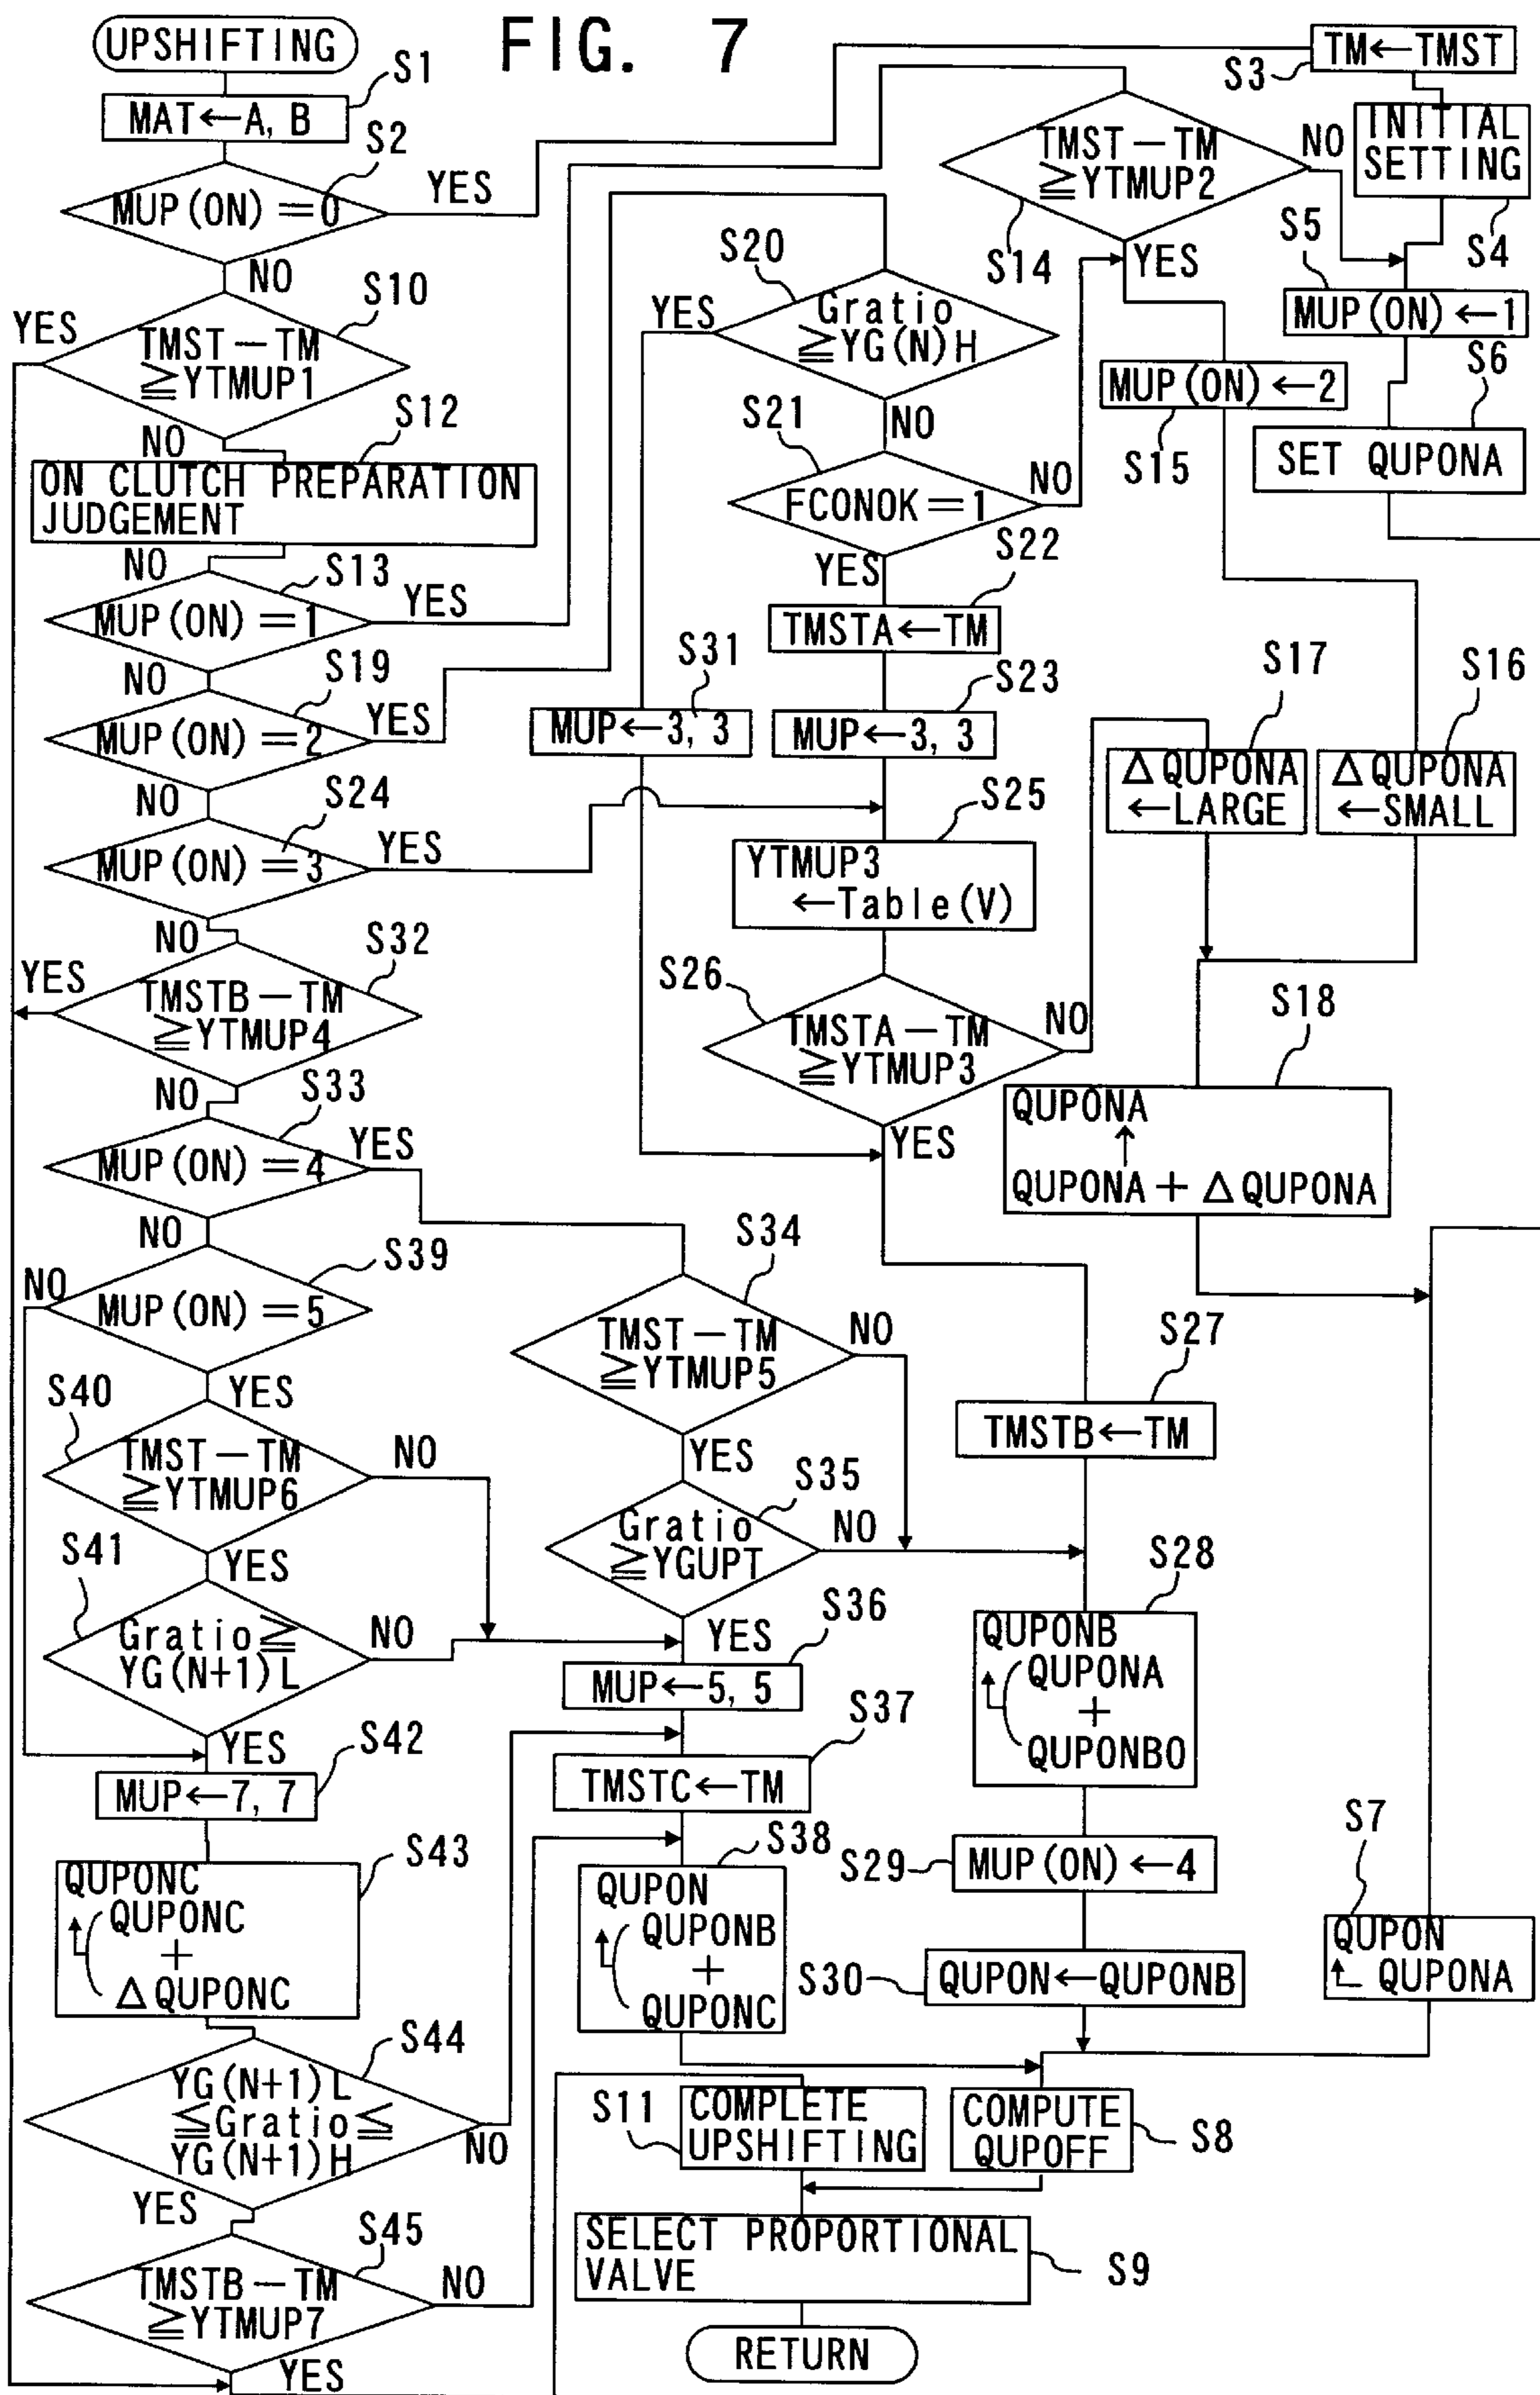 FIG. 7
UPSHIFTING
S1
MAT←A, B
S2
MUP(ON)=0
YES
NO
S10
YES
TMST-TM
≧YTMUP1
NO
S12
ON CLUTCH PREPARATION
JUDGEMENT
NO
S13
MUP(ON)=1
YES
NO
S19
MUP(ON)=2
YES
NO
S24
MUP(ON)=3
YES
NO
S32
YES
TMSTB-TM
≧YTMUP4
NO
S33
MUP(ON)=4
YES
NO
S39
NO
MUP(ON)=5
YES
S40
TMST-TM
≧YTMUP6
NO
YES
S41
Gratio≧
YG(N+1)L
NO
YES
S42
MUP←7, 7
S43
QUPONC
QUPONC
+
△QUPONC
S44
YG(N+1)L
≦Gratio≦
YG(N+1)H
NO
YES
S45
TMSTB-TM
≧YTMUP7
NO
YES
S20
Gratio
≧YG(N)H
YES
NO
S21
FCONOK=1
NO
YES
S22
TMSTA←TM
S31
MUP←3, 3
S23
MUP←3, 3
S25
YTMUP3
←Table(V)
S26
TMSTA-TM
≧YTMUP3
NO
YES
S34
TMST-TM
≧YTMUP5
NO
YES
S35
Gratio
≧YGUPT
NO
YES
S36
MUP←5, 5
S37
TMSTC←TM
S38
QUPON
QUPONB
+
QUPONC
S11
COMPLETE
UPSHIFTING
SELECT PROPORTIONAL
VALVE
S9
RETURN
S3
TM←TMST
INITIAL
SETTING
S4
TMST-TM
≧YTMUP2
NO
S14
YES
S5
MUP(ON)←1
S6
SET QUPONA
MUP(ON)←2
S15
S17
△QUPONA
←LARGE
S16
△QUPONA
←SMALL
S18
QUPONA
↑
QUPONA+△QUPONA
S27
TMSTB←TM
S28
QUPONB
QUPONA
+
QUPONBO
S29
MUP(ON)←4
S30
QUPON←QUPONB
S7
QUPON
QUPONA
COMPUTE
QUPOFF
S8